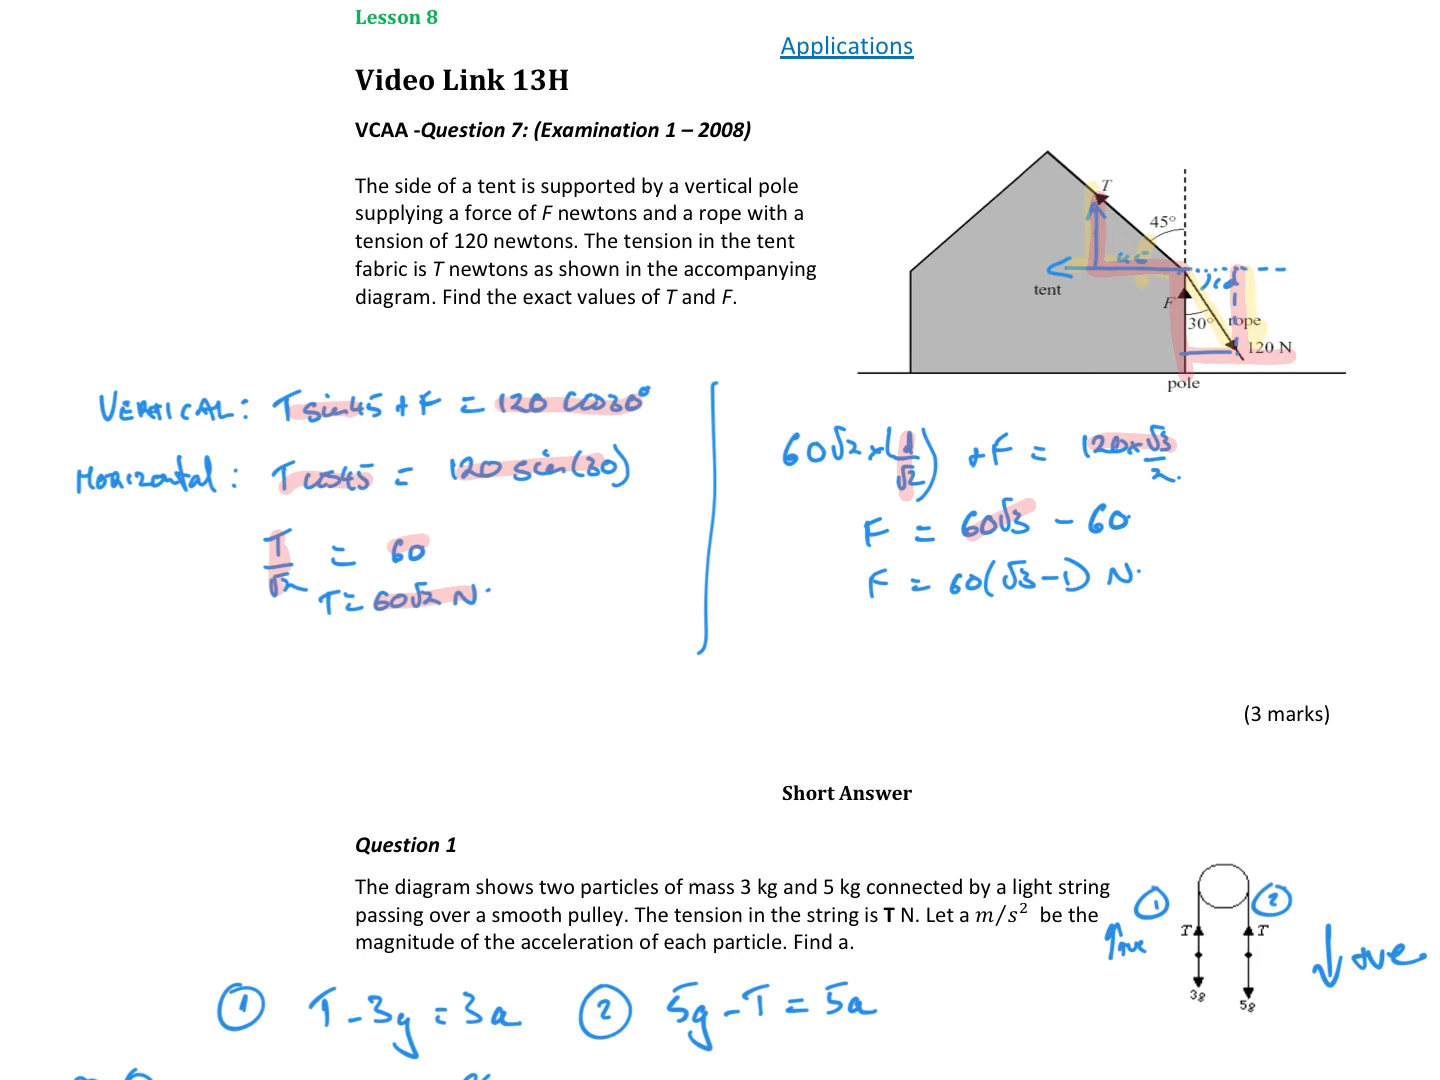 Lesson 8
Applications
Video Link 13H
VCAA -Question 7: (Examination 1 – 2008)
The side of a tent is supported by a vertical pole
supplying a force of F newtons and a rope with a
tension of 120 newtons. The tension in the tent
fabric is T newtons as shown in the accompanying
diagram. Find the exact values of T and F.
T
45°
tent
F
30°
rope
120 N
pole
VERTICAL: T sin45 + F = 120 cos30°
Horizontal: T cos45 = 120 sin(30)
T/√2 = 60
T = 60√2 N.
60√2 × (1/√2) + F = 120×√3/2.
F = 60√3 - 60
F = 60(√3 - 1) N.
(3 marks)
Short Answer
Question 1
The diagram shows two particles of mass 3 kg and 5 kg connected by a light string
passing over a smooth pulley. The tension in the string is T N. Let a m/s² be the
magnitude of the acceleration of each particle. Find a.
① ②
↑+ve T T ↓ +ve
3g 5g
① T - 3g = 3a ② 5g - T = 5a